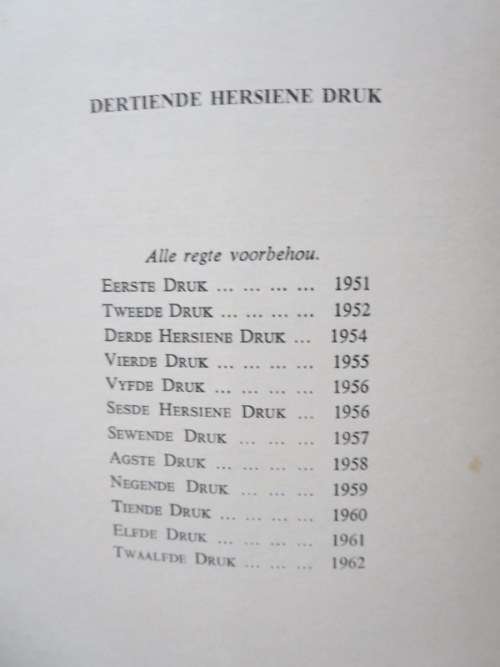 DERTIENDE HERSIENE DRUK
Alle regte voorbehou.
EERSTE DRUK ... ... ... ... 1951
TWEEDE DRUK ... ... ... ... 1952
DERDE HERSIENE DRUK ... 1954
VIERDE DRUK ... ... ... ... 1955
VYFDE DRUK ... ... ... ... 1956
SESDE HERSIENE DRUK ... 1956
SEWENDE DRUK ... ... ... 1957
AGSTE DRUK ... ... ... ... 1958
NEGENDE DRUK ... ... ... 1959
TIENDE DRUK ... ... ... ... 1960
ELFDE DRUK ... ... ... ... 1961
TWAALFDE DRUK ... ... ... 1962